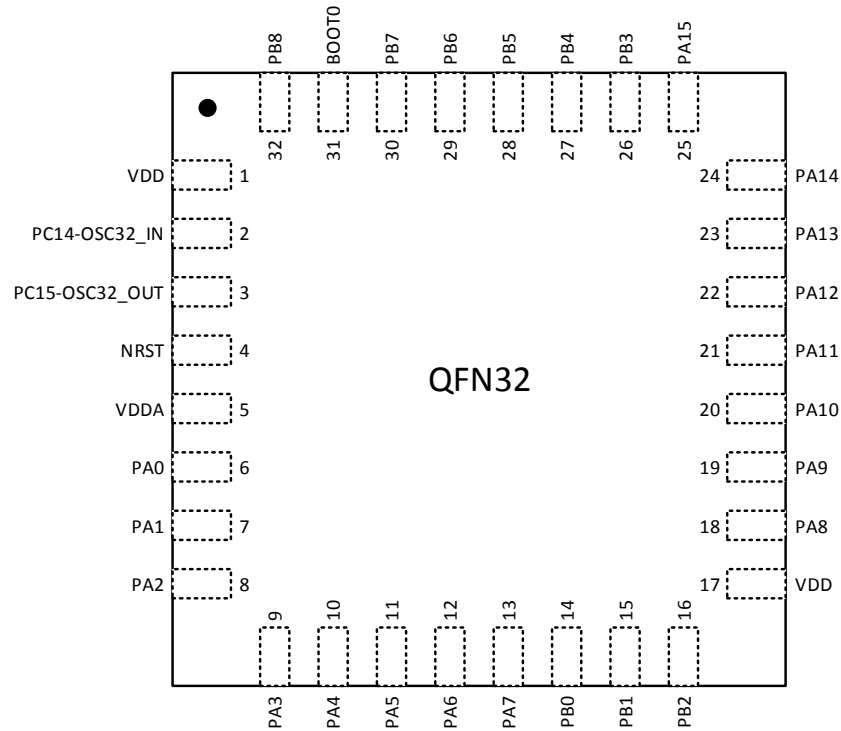 PB8
BOOT0
PB7
PB6
PB5
PB4
PB3
PA15
32
31
30
29
28
27
26
25
VDD 1
24 PA14
PC14-OSC32_IN 2
23 PA13
PC15-OSC32_OUT 3
22 PA12
NRST 4
21 PA11
QFN32
VDDA 5
20 PA10
PA0 6
19 PA9
PA1 7
18 PA8
PA2 8
17 VDD
9
10
11
12
13
14
15
16
PA3
PA4
PA5
PA6
PA7
PB0
PB1
PB2